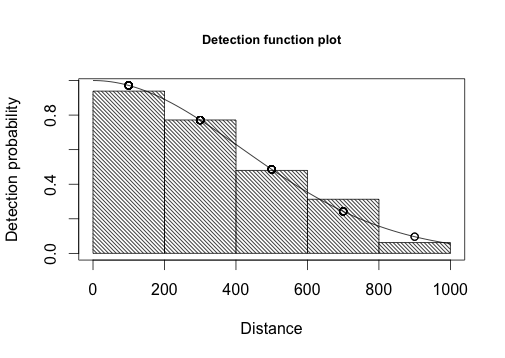 Detection function plot
Detection probability
0.8
0.4
0.0
0 200 400 600 800 1000
Distance